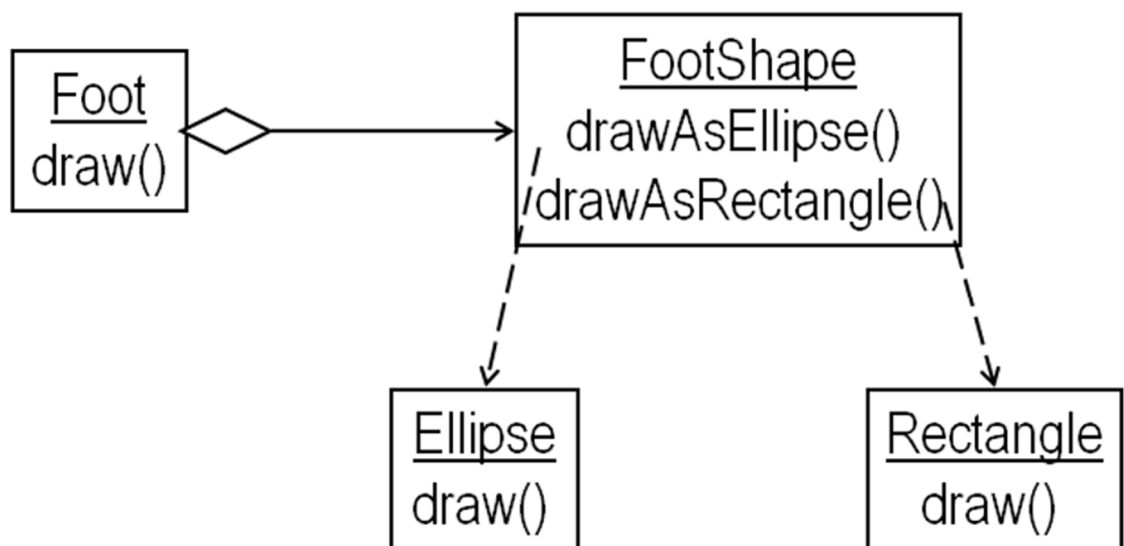 Foot
draw()
FootShape
drawAsEllipse()
drawAsRectangle()
Ellipse
draw()
Rectangle
draw()